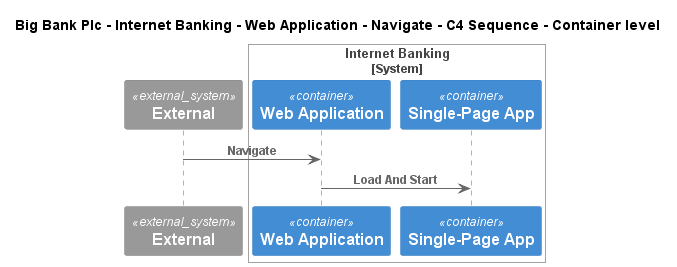 Big Bank Plc - Internet Banking - Web Application - Navigate - C4 Sequence - Container level
Internet Banking
[System]
«external_system»
External
«container»
Web Application
«container»
Single-Page App
Navigate
Load And Start
«external_system»
External
«container»
Web Application
«container»
Single-Page App